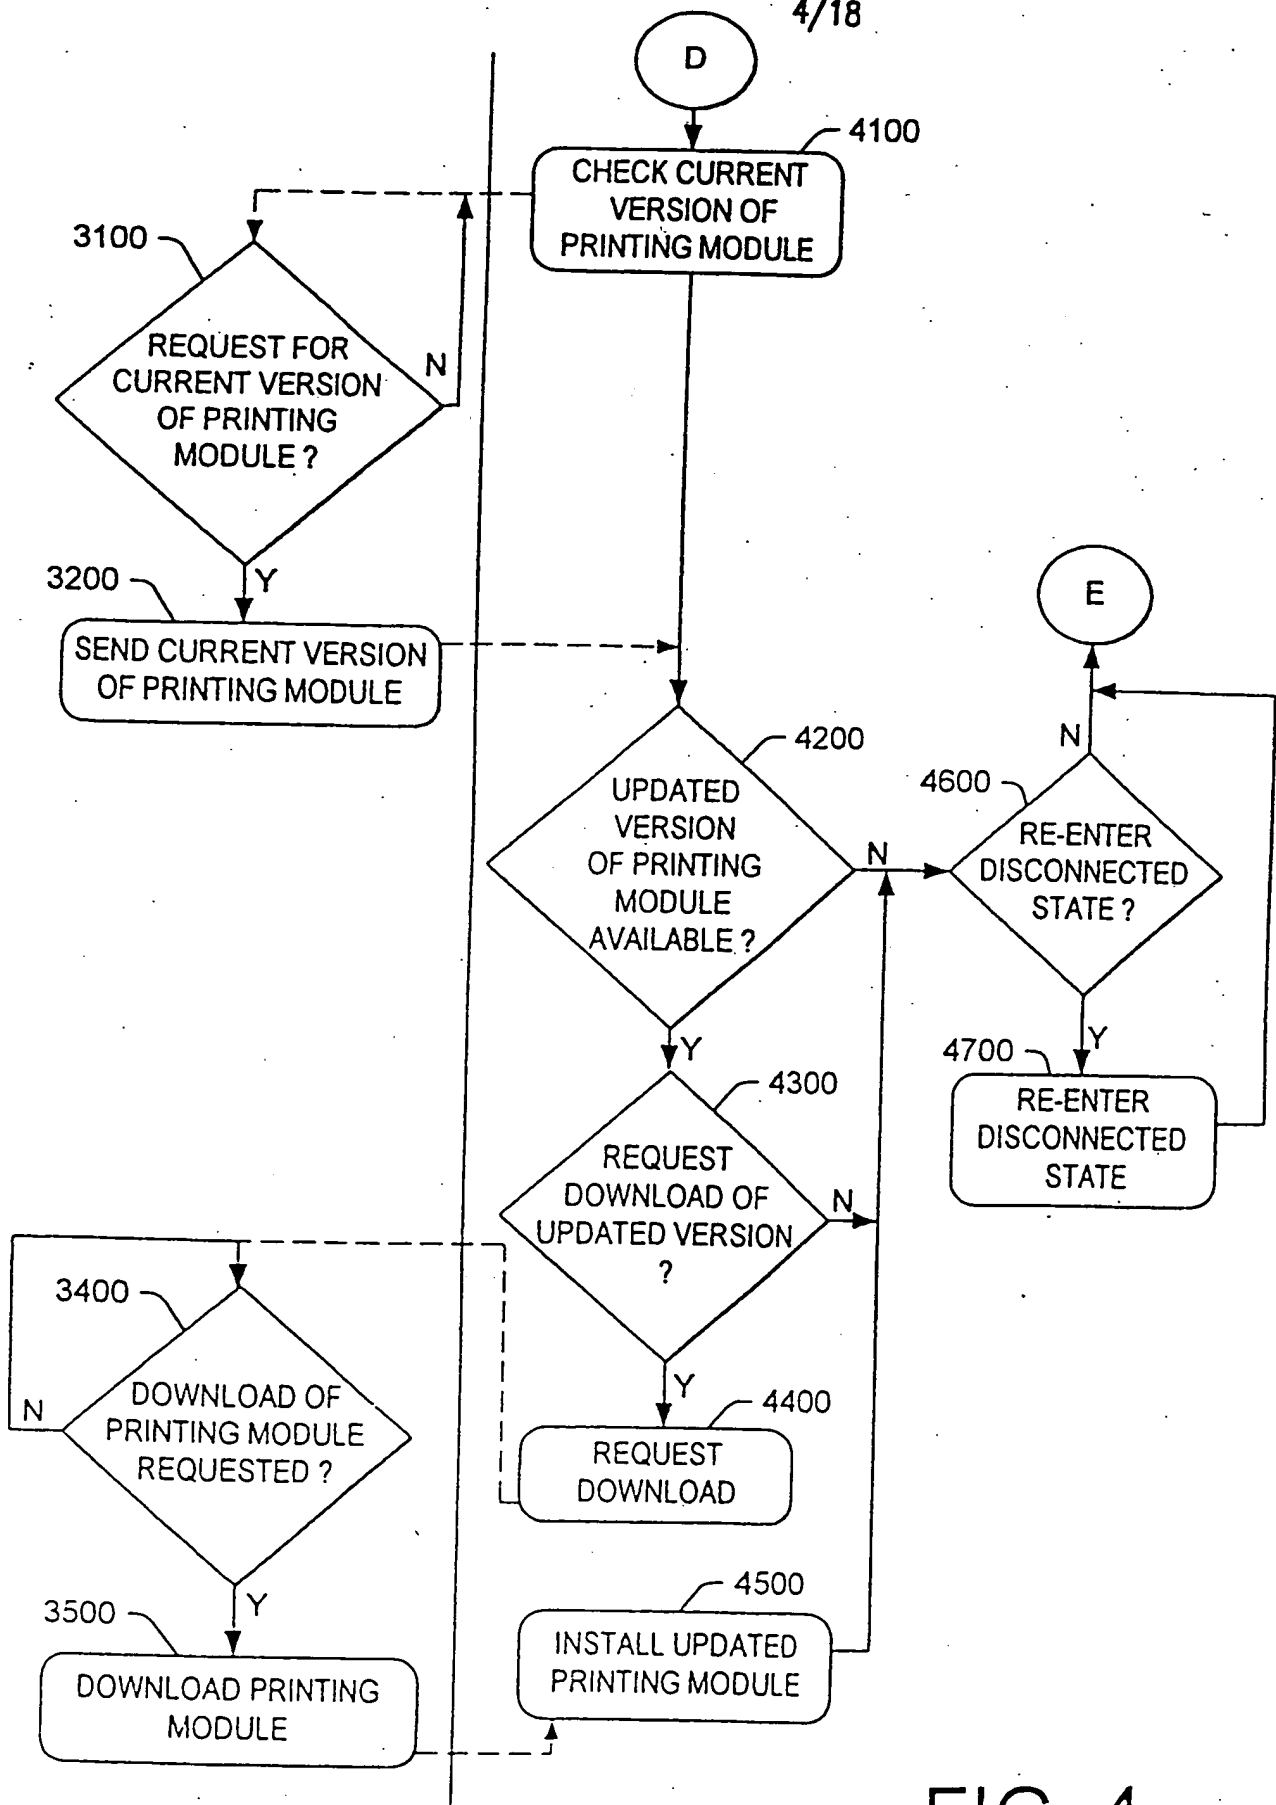 4/18
D
4100
CHECK CURRENT
VERSION OF
PRINTING MODULE
3100
REQUEST FOR
CURRENT VERSION
OF PRINTING
MODULE ?
N
Y
3200
SEND CURRENT VERSION
OF PRINTING MODULE
E
N
4200
UPDATED
VERSION
OF PRINTING
MODULE
AVAILABLE ?
N
Y
4600
RE-ENTER
DISCONNECTED
STATE ?
Y
4700
RE-ENTER
DISCONNECTED
STATE
4300
REQUEST
DOWNLOAD OF
UPDATED VERSION
?
N
Y
3400
DOWNLOAD OF
PRINTING MODULE
REQUESTED ?
N
Y
4400
REQUEST
DOWNLOAD
3500
DOWNLOAD PRINTING
MODULE
4500
INSTALL UPDATED
PRINTING MODULE
FIG. 4